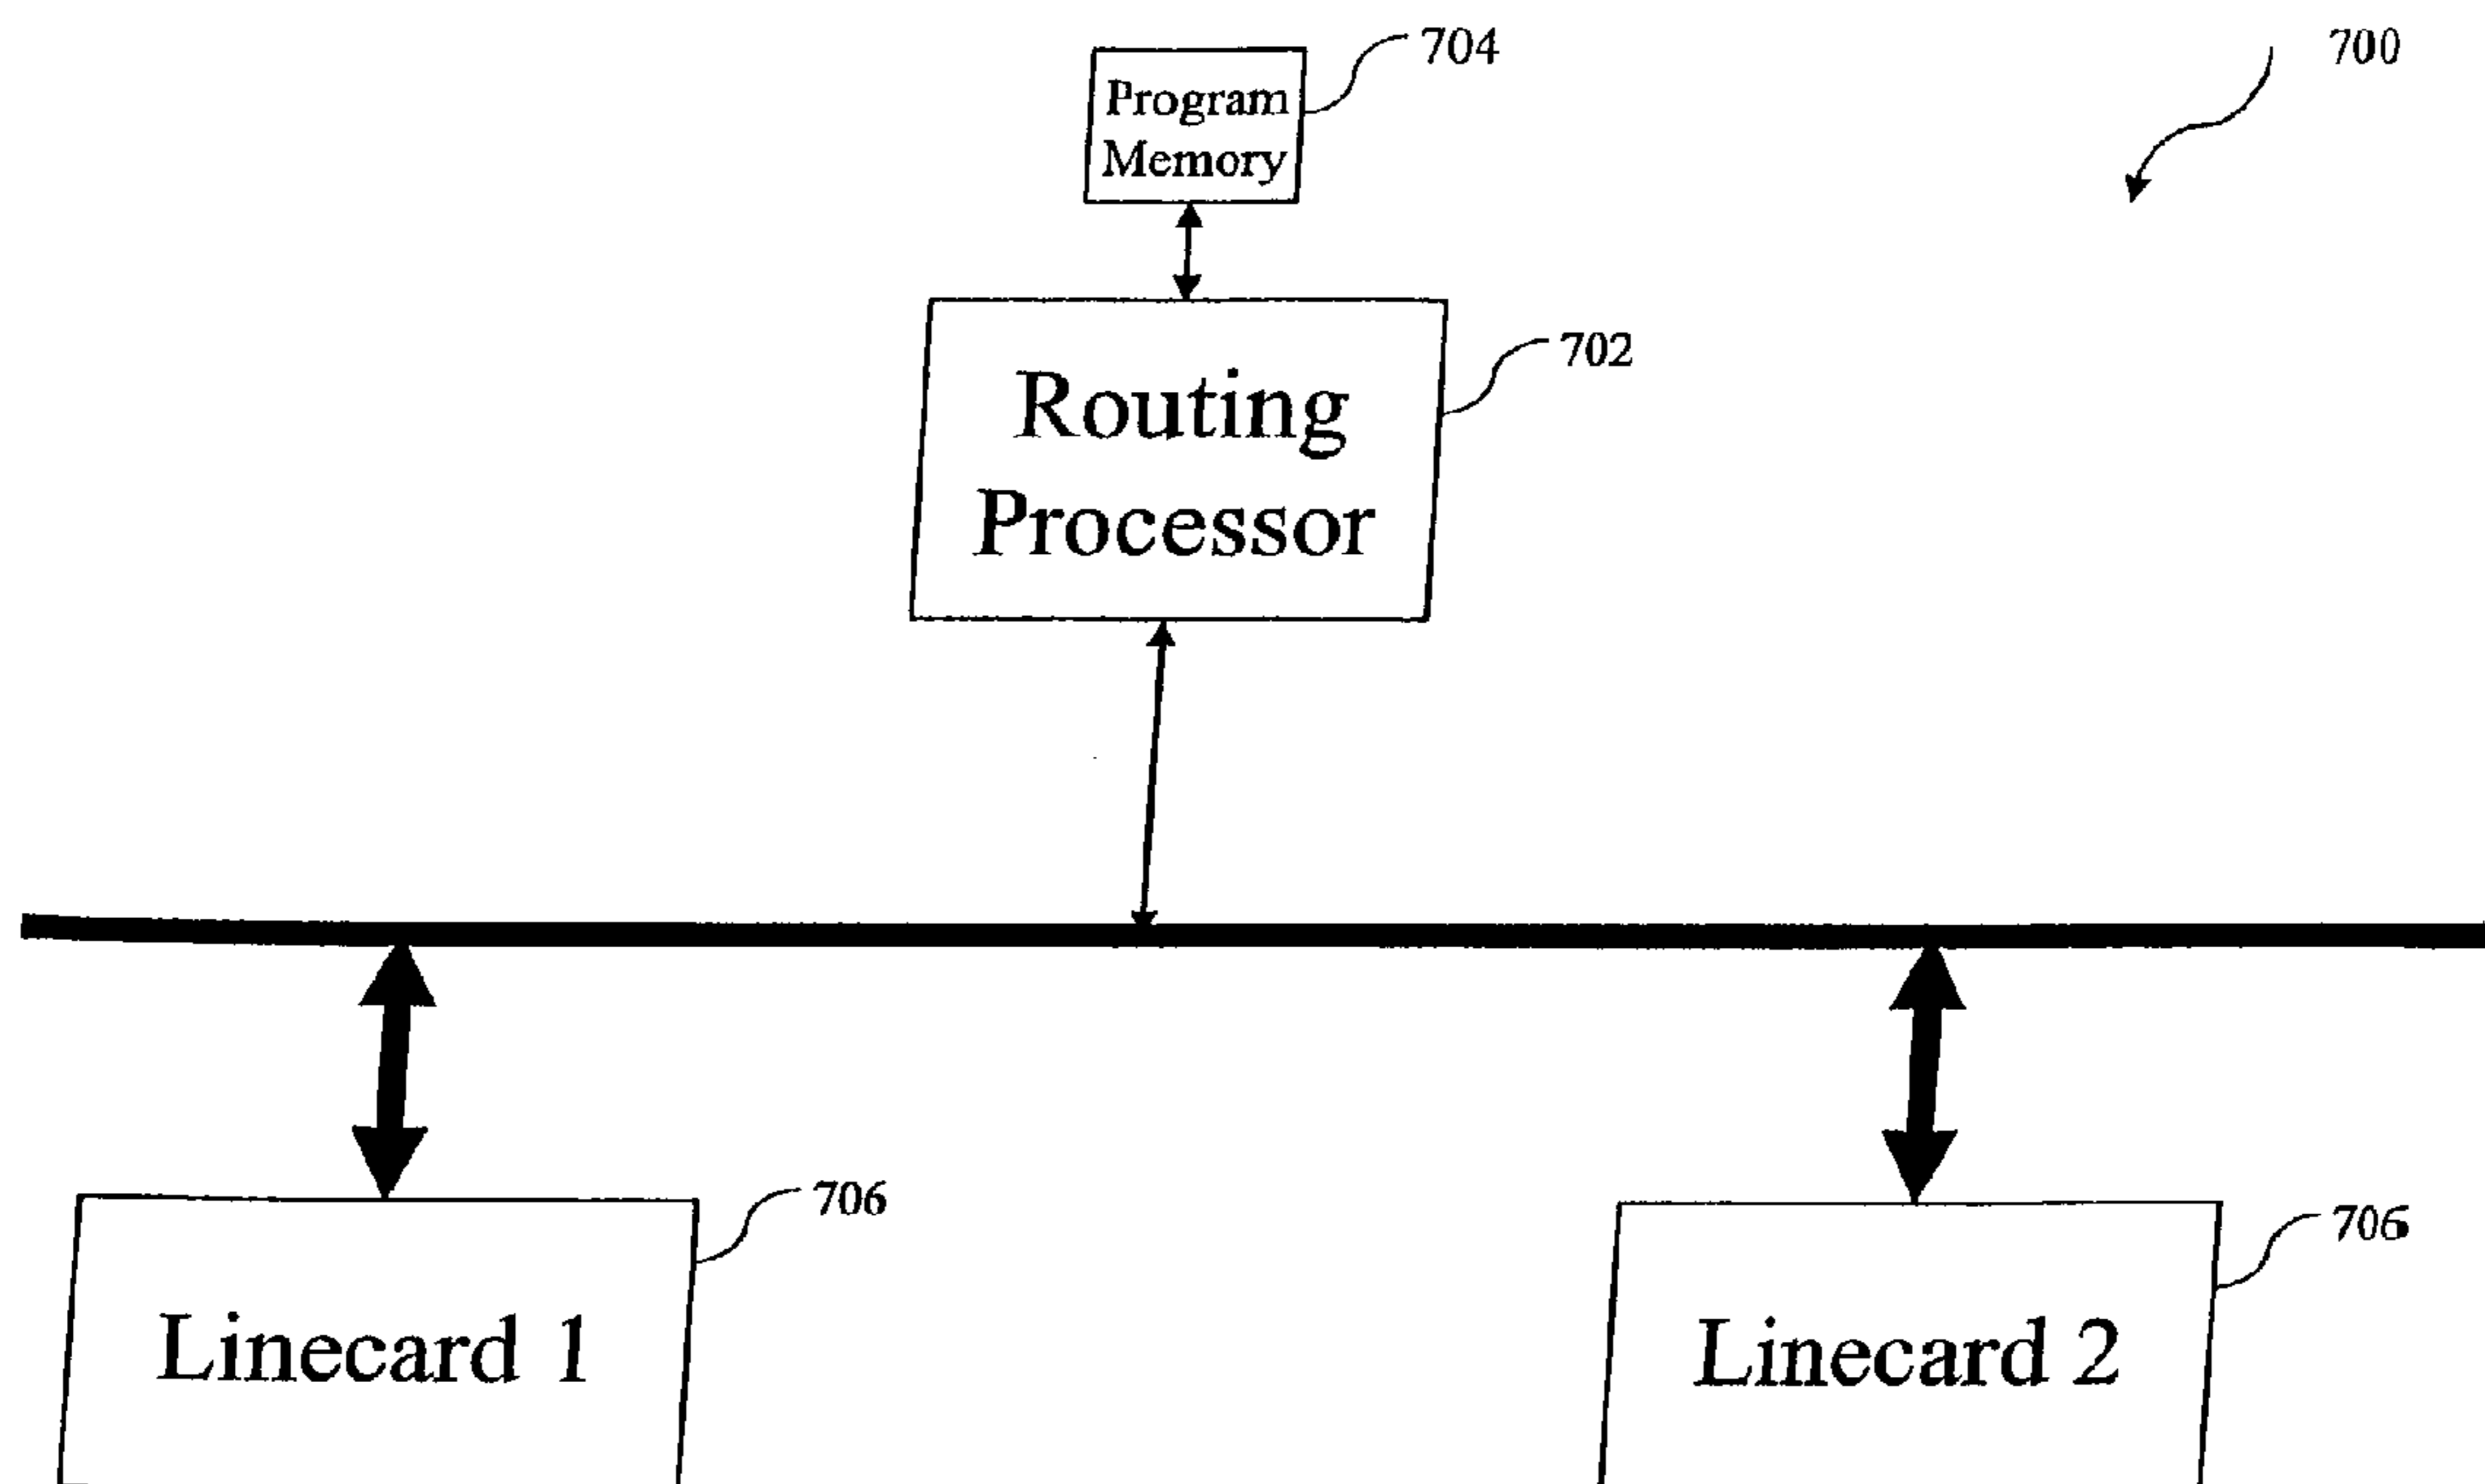 704
700
Program
Memory
702
Routing
Processor
706
706
Linecard 1
Linecard 2